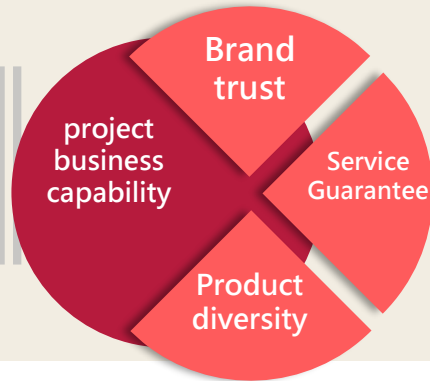 Brand
trust
project
business
capability
Service
Guarantee
Product
diversity